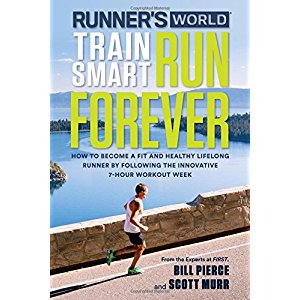 RUNNER'S WORLD
TRAIN
SMART
RUN
FOREVER
HOW TO BECOME A FIT AND HEALTHY LIFELONG
RUNNER BY FOLLOWING THE INNOVATIVE
7-HOUR WORKOUT WEEK
From the Experts at FIRST,
BILL PIERCE
and SCOTT MURR